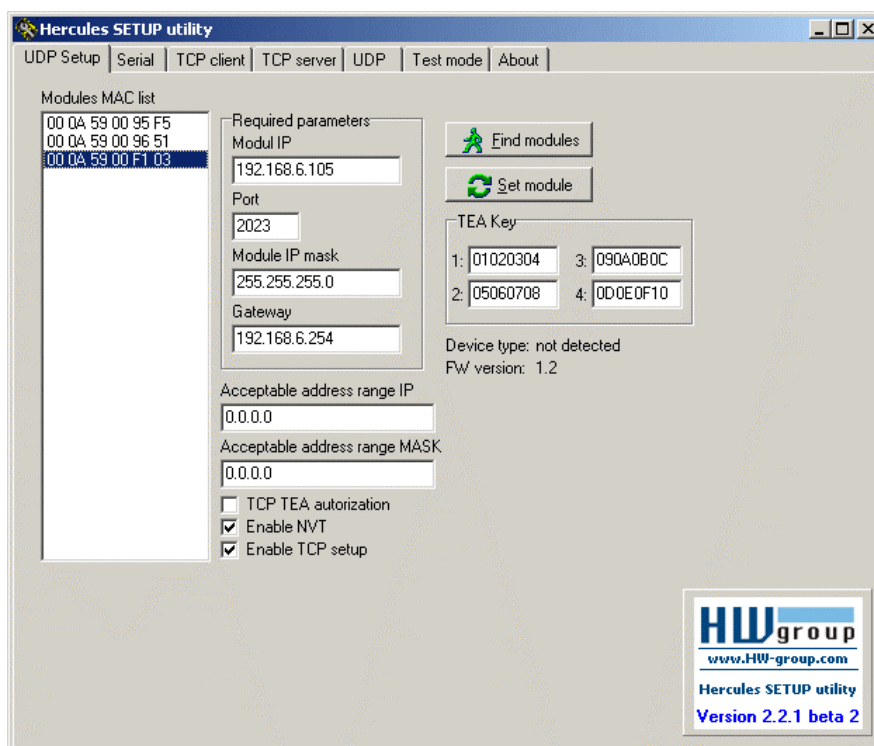 Hercules SETUP utility
UDP Setup Serial TCP client TCP server UDP Test mode About
Modules MAC list
00 0A 59 00 95 F5
00 0A 59 00 96 51
00 0A 59 00 F1 03
Required parameters
Modul IP
192.168.6.105
Port
2023
Module IP mask
255.255.255.0
Gateway
192.168.6.254
Find modules
Set module
TEA Key
1: 01020304 3: 090A0B0C
2: 05060708 4: 0D0E0F10
Device type: not detected
FW version: 1.2
Acceptable address range IP
0.0.0.0
Acceptable address range MASK
0.0.0.0
TCP TEA autorization
Enable NVT
Enable TCP setup
HWgroup
www.HW-group.com
Hercules SETUP utility
Version 2.2.1 beta 2